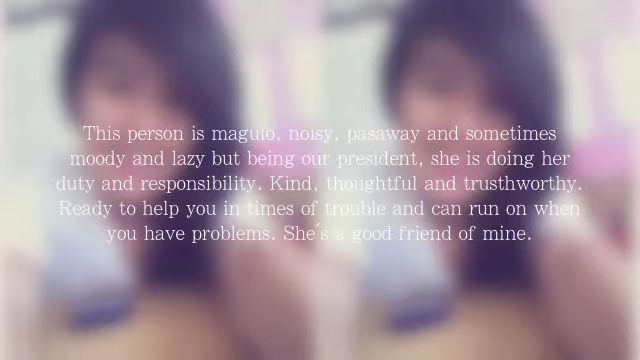 This person is magulo, noisy, pasaway and sometimes
moody and lazy but being our president, she is doing her
duty and responsibility. Kind, thoughtful and trusthworthy.
Ready to help you in times of trouble and can run on when
you have problems. She's a good friend of mine.